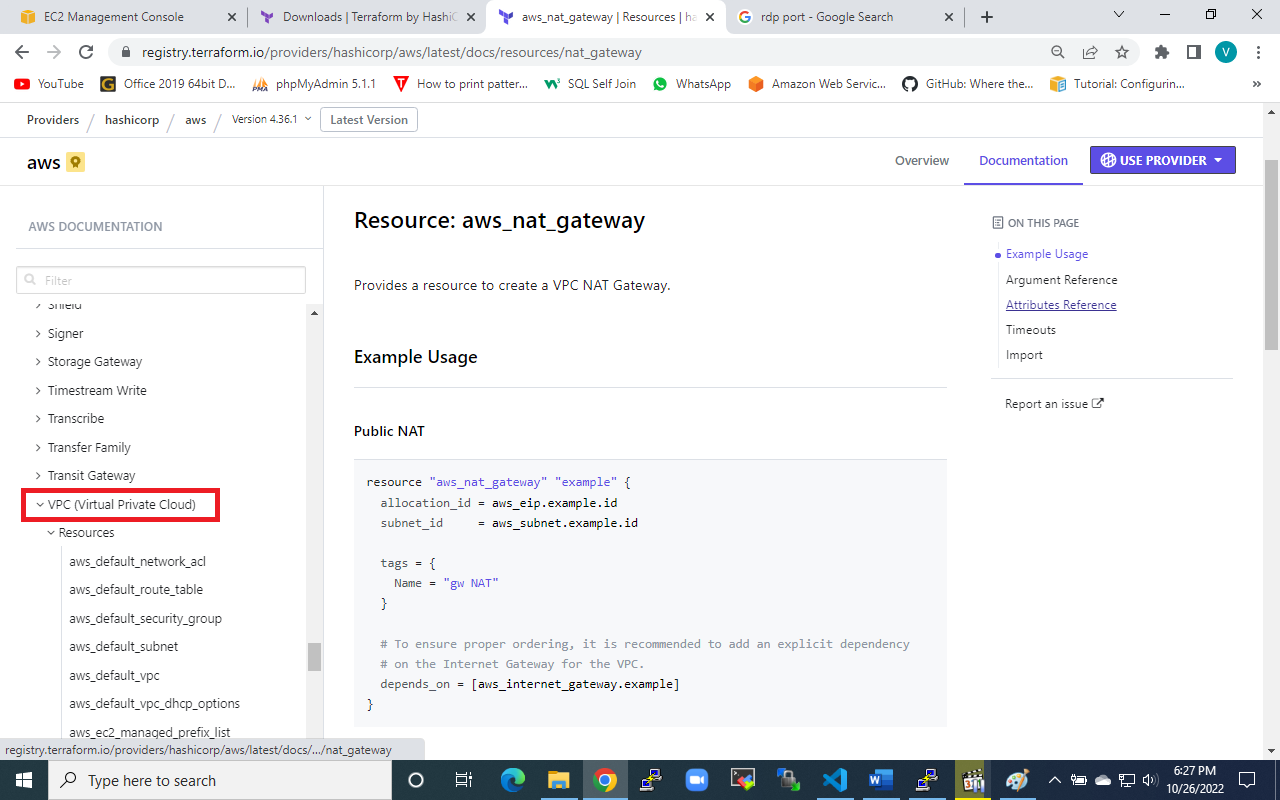 EC2 Management Console
Downloads | Terraform by HashiC
aws_nat_gateway | Resources | ha
rdp port - Google Search
registry.terraform.io/providers/hashicorp/aws/latest/docs/resources/nat_gateway
V
YouTube
Office 2019 64bit D...
phpMyAdmin 5.1.1
How to print patter...
SQL Self Join
WhatsApp
Amazon Web Servic...
GitHub: Where the...
Tutorial: Configurin...
Providers / hashicorp / aws / Version 4.36.1 Latest Version
aws
Overview
Documentation
USE PROVIDER
AWS DOCUMENTATION
Filter
Shield
Signer
Storage Gateway
Timestream Write
Transcribe
Transfer Family
Transit Gateway
VPC (Virtual Private Cloud)
Resources
aws_default_network_acl
aws_default_route_table
aws_default_security_group
aws_default_subnet
aws_default_vpc
aws_default_vpc_dhcp_options
aws_ec2_managed_prefix_list
Resource: aws_nat_gateway
Provides a resource to create a VPC NAT Gateway.
Example Usage
Public NAT
resource "aws_nat_gateway" "example" {
  allocation_id = aws_eip.example.id
  subnet_id     = aws_subnet.example.id
  tags = {
    Name = "gw NAT"
  }
  # To ensure proper ordering, it is recommended to add an explicit dependency
  # on the Internet Gateway for the VPC.
  depends_on = [aws_internet_gateway.example]
}
ON THIS PAGE
Example Usage
Argument Reference
Attributes Reference
Timeouts
Import
Report an issue
registry.terraform.io/providers/hashicorp/aws/latest/docs/.../nat_gateway
Type here to search
6:27 PM
10/26/2022